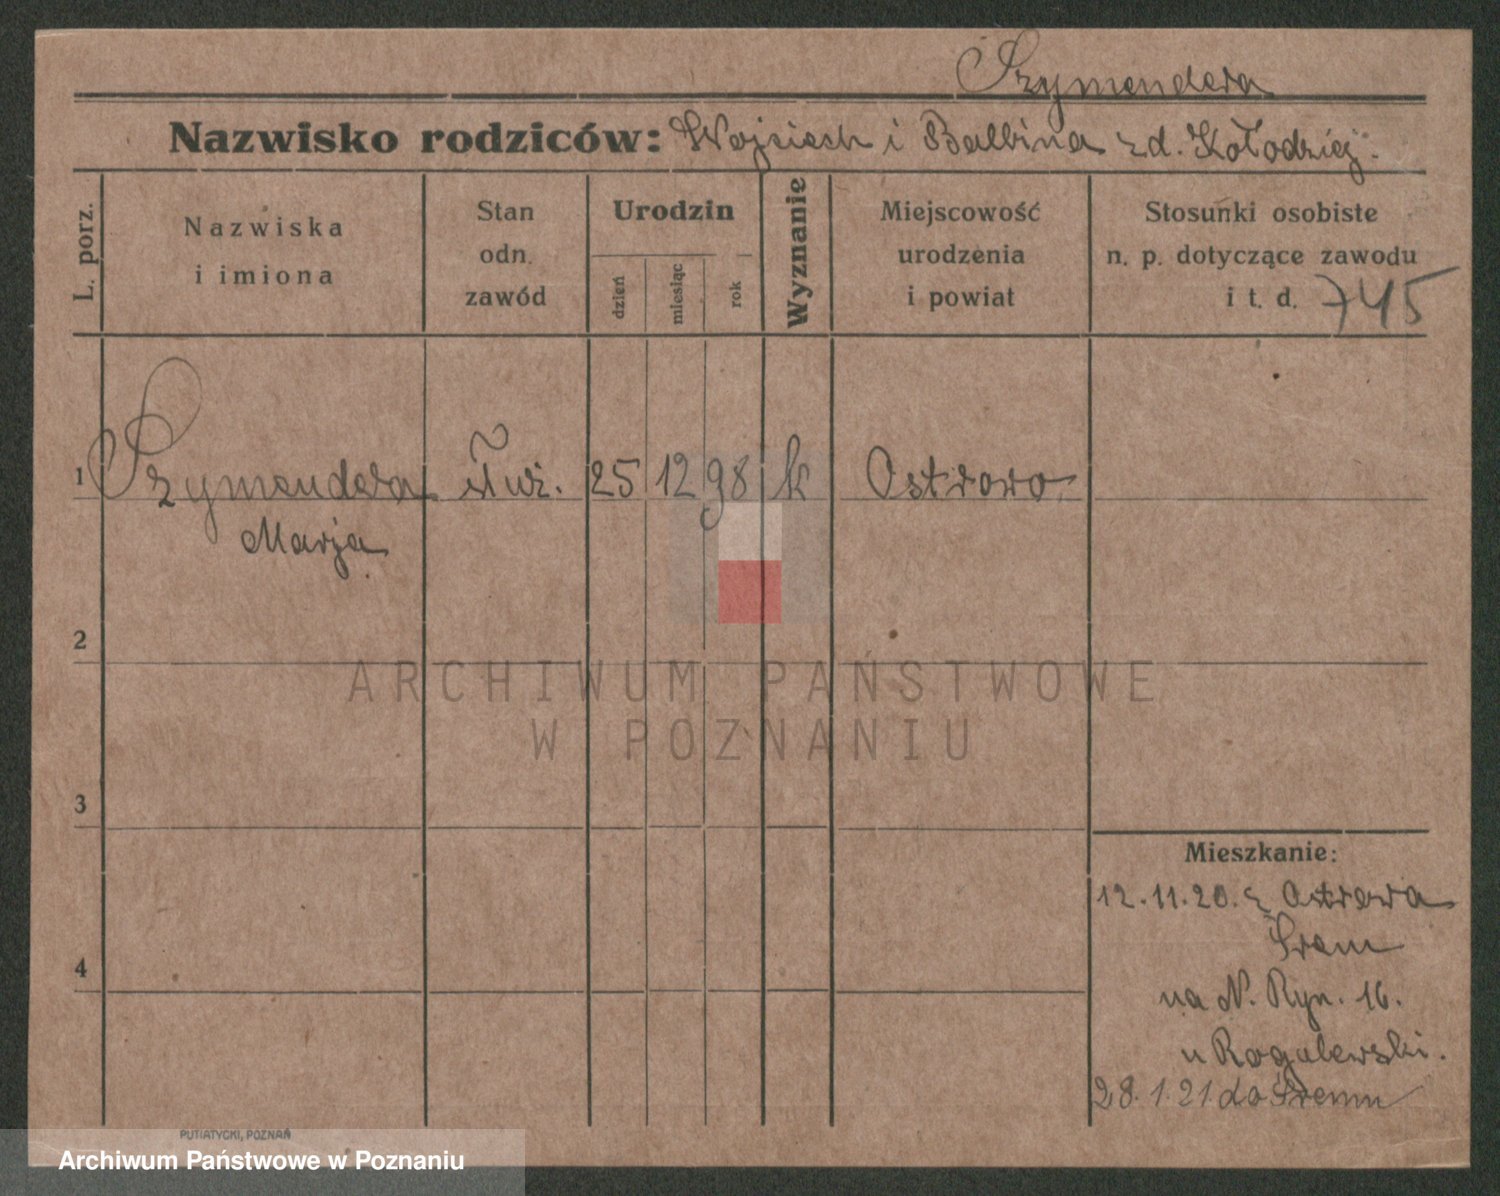 Szymendera
Nazwisko rodziców: Wojciech i Balbina z d. Kołodziej.
L. porz.
Nazwiska
i imiona
Stan
odn.
zawód
Urodzin
dzień
miesiąc
rok
Wyznanie
Miejscowość
urodzenia
i powiat
Stosunki osobiste
n. p. dotyczące zawodu
i t. d. 745
1 Szymendera służ. 25 12 98 k Ostrowo
Marja
2
ARCHIWUM PAŃSTWOWE
W POZNANIU
3
Mieszkanie:
12.11.20. z Ostrowa
Śrem
4
na N. Ryn. 16.
u Rogalewski.
28.1.21 do Śremu
PUTIATYCKI, POZNAŃ
Archiwum Państwowe w Poznaniu